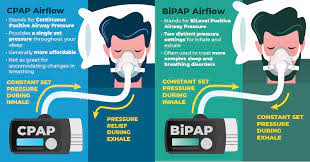 CPAP Airflow
- Stands for Continuous
Positive Airway Pressure
- Provides a single set
pressure throughout your
sleep
- Generally more affordable
- Not as great for
accomodating changes in
breathing
CONSTANT SET
PRESSURE
DURING
INHALE
PRESSURE
RELIEF
DURING
EXHALE
CPAP
BiPAP Airflow
- Stands for BiLevel Positive
Airway Pressure
- Two distinct pressure
settings for inhale and
exhale
- Often used to treat more
complex sleep and
breathing disorders
CONSTANT SET
PRESSURE
DURING
INHALE
CONSTANT SET
PRESSURE
DURING
EXHALE
BiPAP